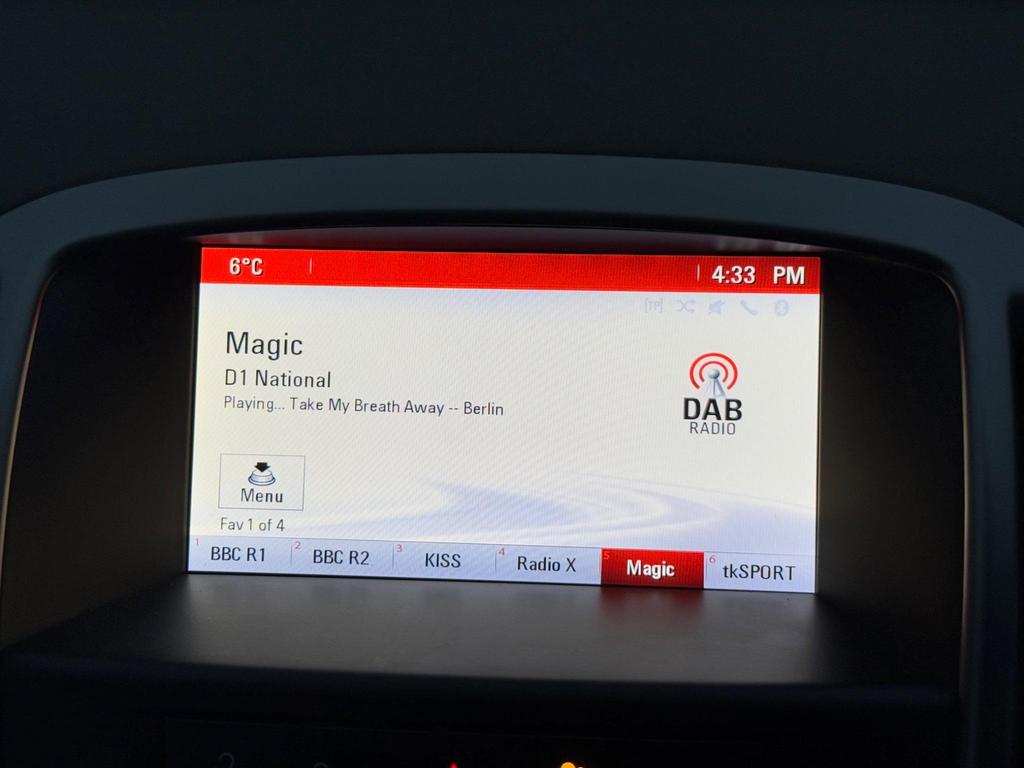 6°C 4:33 PM
[TP]
Magic
D1 National
Playing... Take My Breath Away -- Berlin
DAB
RADIO
Menu
Fav 1 of 4
1 BBC R1 2 BBC R2 3 KISS 4 Radio X 5 Magic 6 tkSPORT